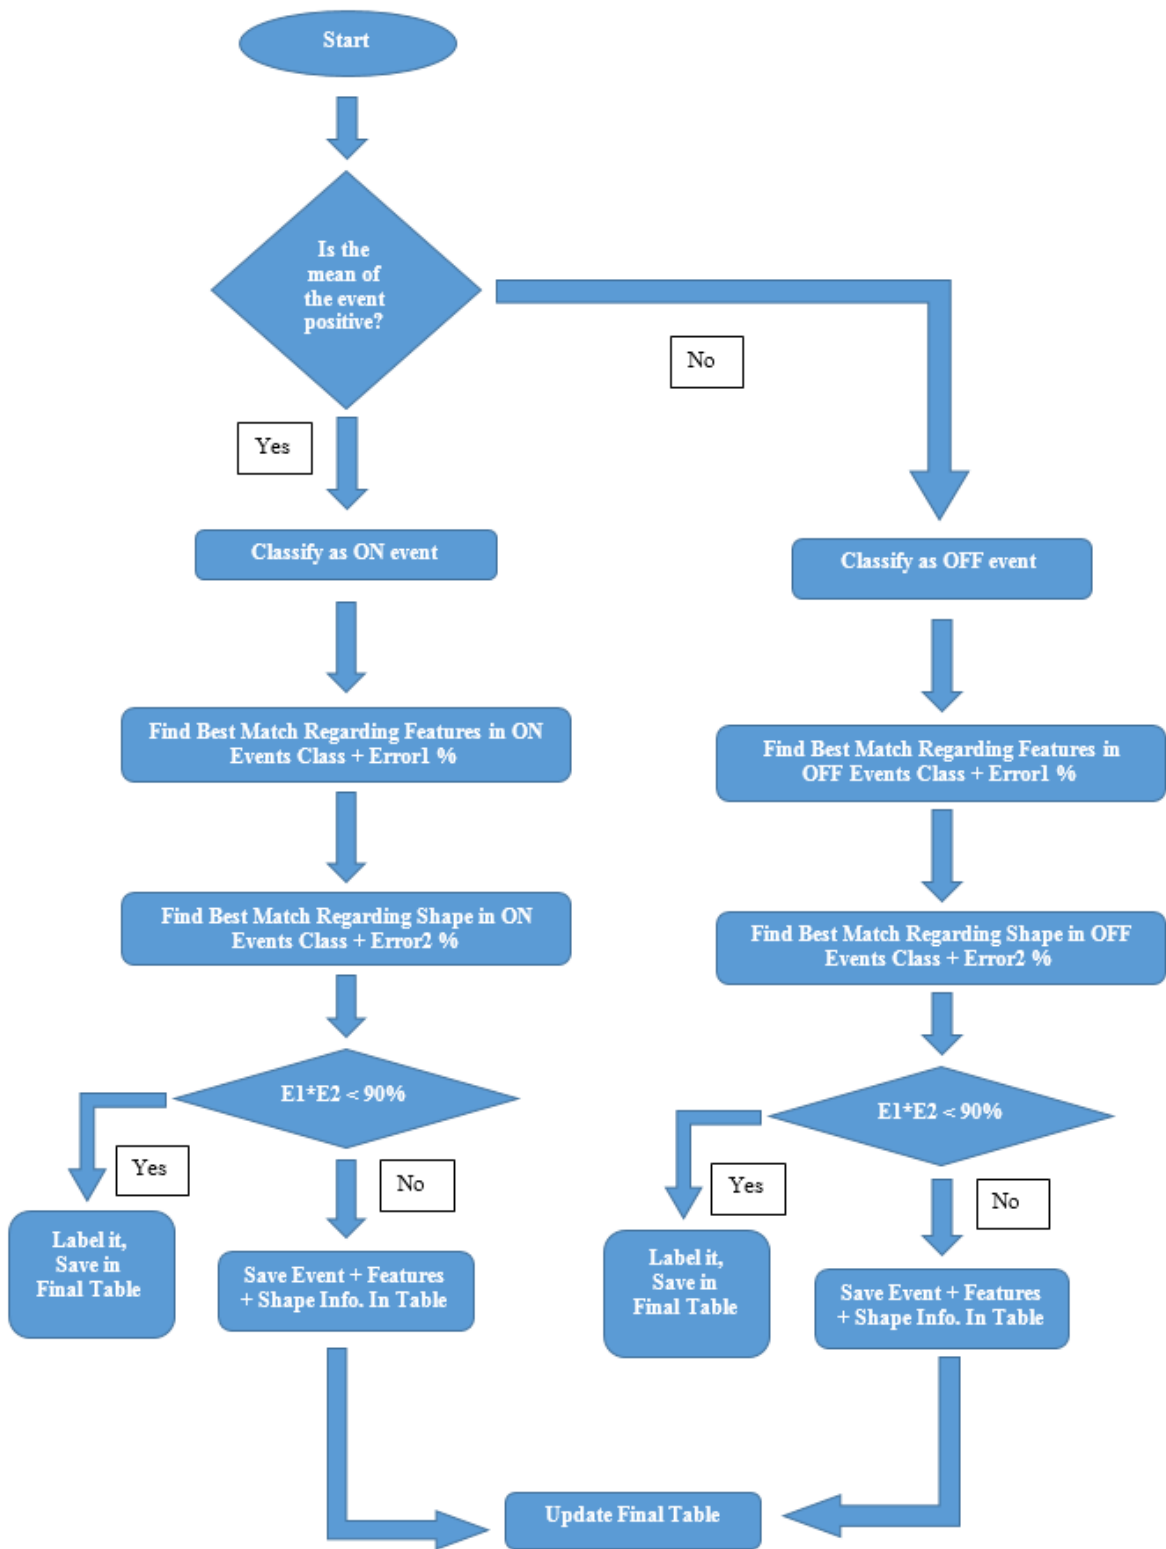 Start
Is the
mean of
the event
positive?
No
Yes
Classify as ON event
Classify as OFF event
Find Best Match Regarding Features in ON
Events Class + Error1 %
Find Best Match Regarding Features in
OFF Events Class + Error1 %
Find Best Match Regarding Shape in ON
Events Class + Error2 %
Find Best Match Regarding Shape in OFF
Events Class + Error2 %
E1*E2 < 90%
E1*E2 < 90%
Yes
No
Yes
No
Label it,
Save in
Final Table
Save Event + Features
+ Shape Info. In Table
Label it,
Save in
Final Table
Save Event + Features
+ Shape Info. In Table
Update Final Table